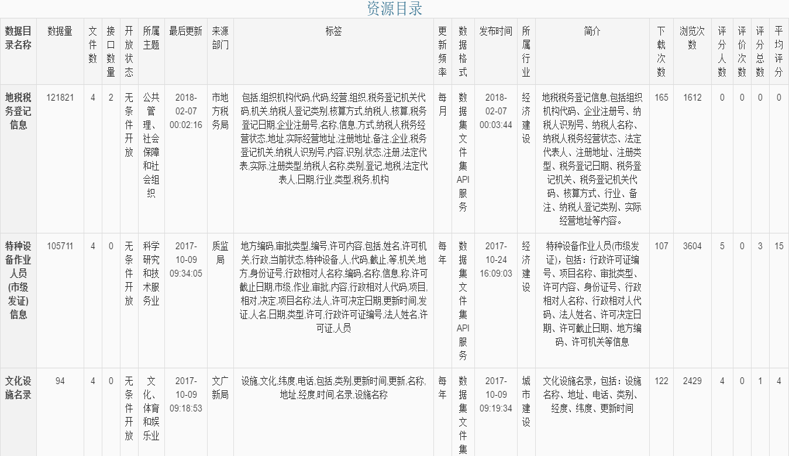 资源目录
数据目录名称 数据量 文件数 接口数量 开放状态 所属主题 最后更新 来源部门 标签 更新频率 数据格式 发布时间 所属行业 简介 下载次数 浏览次数 评分人数 评价次数 评分总数 平均评分
地税税务登记信息 121821 4 2 无条件开放 公共管理、社会保障和社会组织 2018-02-07 00:02:16 市地方税务局 包括,组织机构代码,代码,经营,组织,税务登记机关代码,机关,纳税人登记类别,核算方式,纳税人,核算,税务登记日期,企业注册号,名称,信息,方式,纳税人税务经营状态,地址,实际经营地址,注册地址,备注,企业,税务登记机关,纳税人识别号,内容,识别,状态,注册,法定代表,实际,注册类型,纳税人名称,类别,登记,地税,法定代表人,日期,行业,类型,税务,机构 每月 数据集文件集API服务 2018-02-07 00:03:44 经济建设 地税税务登记信息,包括组织机构代码、企业注册号、纳税人识别号、纳税人名称、纳税人税务经营状态、法定代表人、注册地址、注册类型、税务登记日期、税务登记机关、税务登记机关代码、核算方式、行业、备注、纳税人登记类别、实际经营地址等内容。 165 1612 0 0 0 0
特种设备作业人员(市级发证)信息 105711 4 0 无条件开放 科学研究和技术服务业 2017-10-09 09:34:05 质监局 地方编码,审批类型,编号,许可内容,包括,姓名,许可机关,行政,当前状态,特种设备,人,代码,截止,等,机关,地方,身份证号,行政相对人名称,编码,名称,信息,称,许可截止日期,市级,作业,审批,内容,行政相对人代码,项目,相对,决定,项目名称,法人,许可决定日期,更新时间,发证,人名,日期,类型,许可,行政许可证编号,法人姓名,许可证,人员 每年 数据集文件集API服务 2017-10-24 16:09:03 经济建设 特种设备作业人员(市级发证)，包括：行政许可证编号、项目名称、审批类型、许可内容、身份证号、行政相对人名称、行政相对人代码、法人姓名、许可决定日期、许可截止日期、地方编码、许可机关等信息 107 3604 5 0 3 15
文化设施名录 94 4 0 无条件开放 文化、体育和娱乐业 2017-10-09 09:18:53 文广新局 设施,文化,纬度,电话,包括,类别,更新时间,更新,名称,地址,经度,时间,名录,设施名称 每年 数据集文件集 2017-10-09 09:19:34 城市建设 文化设施名录，包括：设施名称、地址、电话、类别、经度、纬度、更新时间 122 2429 4 0 1 4